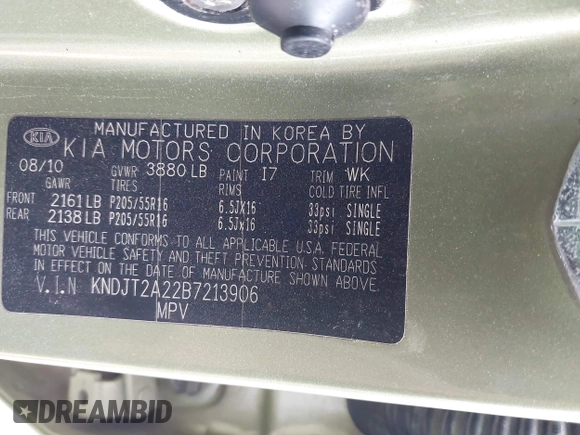 MANUFACTURED IN KOREA BY
KIA KIA MOTORS CORPORATION
08/10 GVWR 3880 LB PAINT I7 TRIM WK
GAWR TIRES RIMS COLD TIRE INFL
FRONT 2161 LB P205/55R16 6.5JX16 33psi SINGLE
REAR 2138 LB P205/55R16 6.5Jx16 33psi SINGLE
THIS VEHICLE CONFORMS TO ALL APPLICABLE U.S.A. FEDERAL
MOTOR VEHICLE SAFETY AND THEFT PREVENTION STANDARDS
IN EFFECT ON THE DATE OF MANUFACTURE SHOWN ABOVE.
V.I.N KNDJT2A22B7213906
MPV
DREAMBID